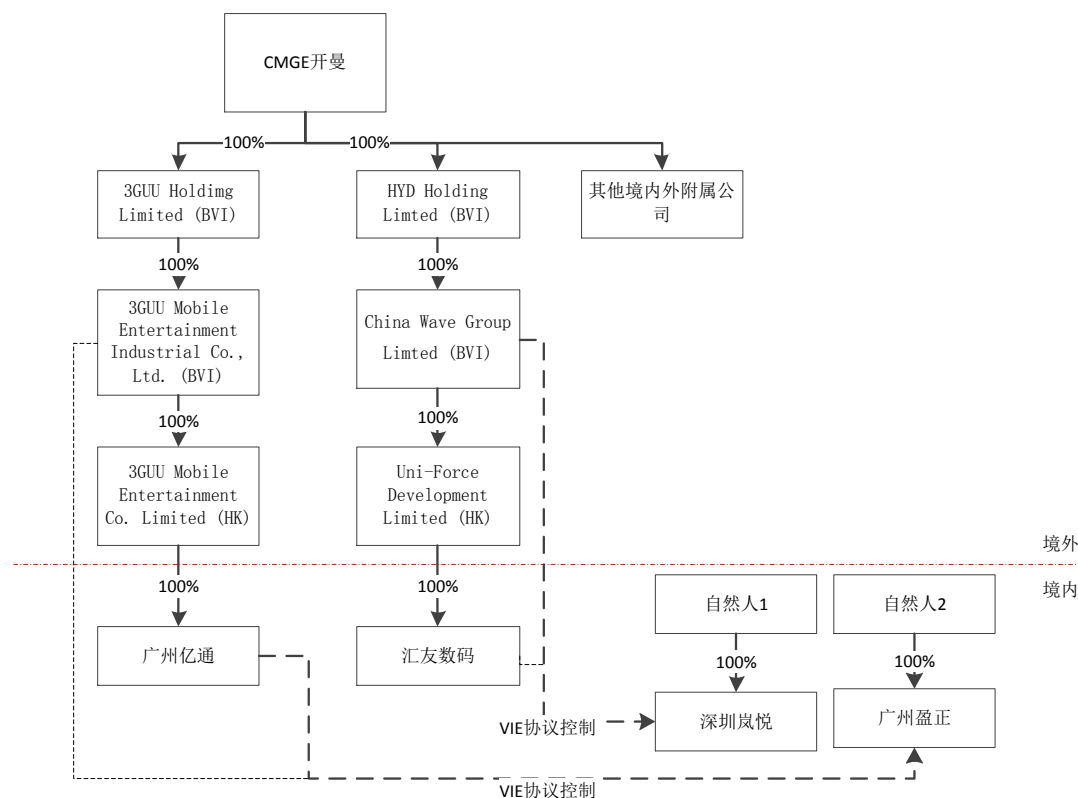 CMGE开曼
100%
100%
3GUU Holdimg
Limited (BVI)
HYD Holding
Limted (BVI)
其他境内外附属公
司
100%
100%
3GUU Mobile
Entertainment
Industrial Co.,
Ltd. (BVI)
China Wave Group
Limted (BVI)
100%
100%
3GUU Mobile
Entertainment
Co. Limited (HK)
Uni-Force
Development
Limited (HK)
境外
境内
100%
100%
自然人1
自然人2
广州亿通
汇友数码
100%
100%
深圳岚悦
广州盈正
VIE协议控制
VIE协议控制